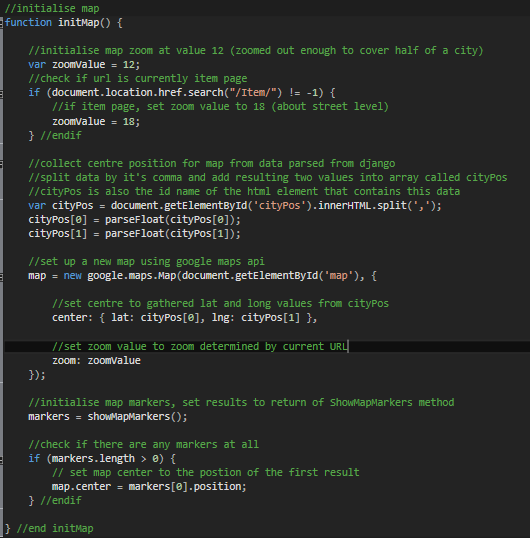 //initialise map
function initMap() {
//initialise map zoom at value 12 (zoomed out enough to cover half of a city)
var zoomValue = 12;
//check if url is currently item page
if (document.location.href.search("/Item/") != -1) {
//if item page, set zoom value to 18 (about street level)
zoomValue = 18;
} //endif
//collect centre position for map from data parsed from django
//split data by it's comma and add resulting two values into array called cityPos
//cityPos is also the id name of the html element that contains this data
var cityPos = document.getElementById('cityPos').innerHTML.split(',');
cityPos[0] = parseFloat(cityPos[0]);
cityPos[1] = parseFloat(cityPos[1]);
//set up a new map using google maps api
map = new google.maps.Map(document.getElementById('map'), {
//set centre to gathered lat and long values from cityPos
center: { lat: cityPos[0], lng: cityPos[1] },
//set zoom value to zoom determined by current URL
zoom: zoomValue
});
//initialise map markers, set results to return of ShowMapMarkers method
markers = showMapMarkers();
//check if there are any markers at all
if (markers.length > 0) {
// set map center to the postion of the first result
map.center = markers[0].position;
} //endif
} //end initMap